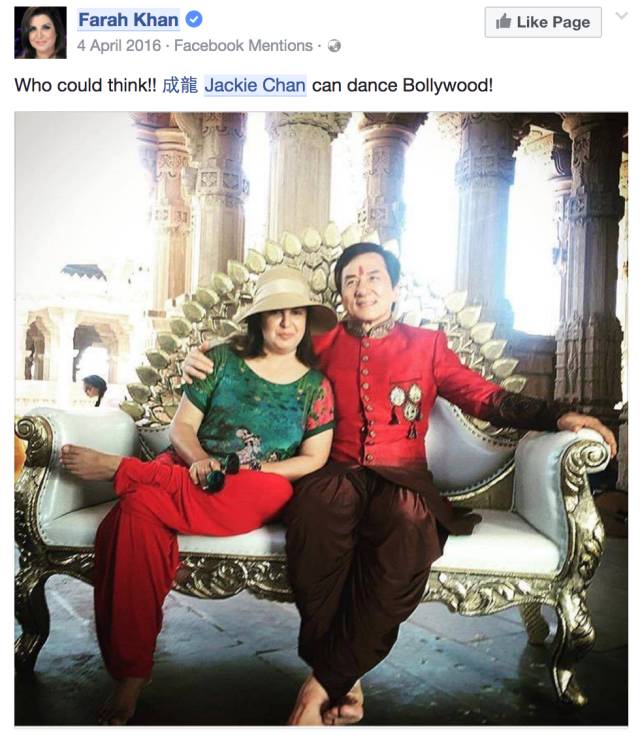 Farah Khan
Like Page
4 April 2016 · Facebook Mentions ·
Who could think!! 成龍 Jackie Chan can dance Bollywood!